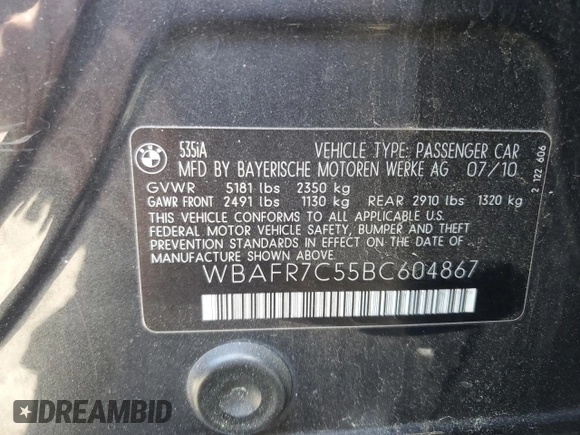 BMW
535iA VEHICLE TYPE: PASSENGER CAR
MFD BY BAYERISCHE MOTOREN WERKE AG 07/10
GVWR 5181 lbs 2350 kg
GAWR FRONT 2491 lbs 1130 kg REAR 2910 lbs 1320 kg
THIS VEHICLE CONFORMS TO ALL APPLICABLE U.S.
FEDERAL MOTOR VEHICLE SAFETY, BUMPER AND THEFT
PREVENTION STANDARDS IN EFFECT ON THE DATE OF
MANUFACTURE SHOWN ABOVE.
WBAFR7C55BC604867
2 122 606
DREAMBID